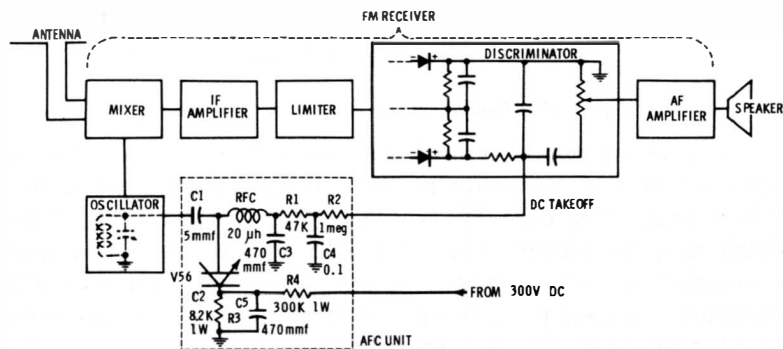 FM RECEIVER
ANTENNA
DISCRIMINATOR
MIXER
IF
AMPLIFIER
LIMITER
AF
AMPLIFIER
SPEAKER
OSCILLATOR
C1
5mmf
RFC
20 µh
R1
47K
R2
1meg
DC TAKEOFF
470
mmf
C3
C4
0.1
V56
C2
8.2K
1W
R3
C5
470mmf
R4
300K 1W
FROM 300V DC
AFC UNIT